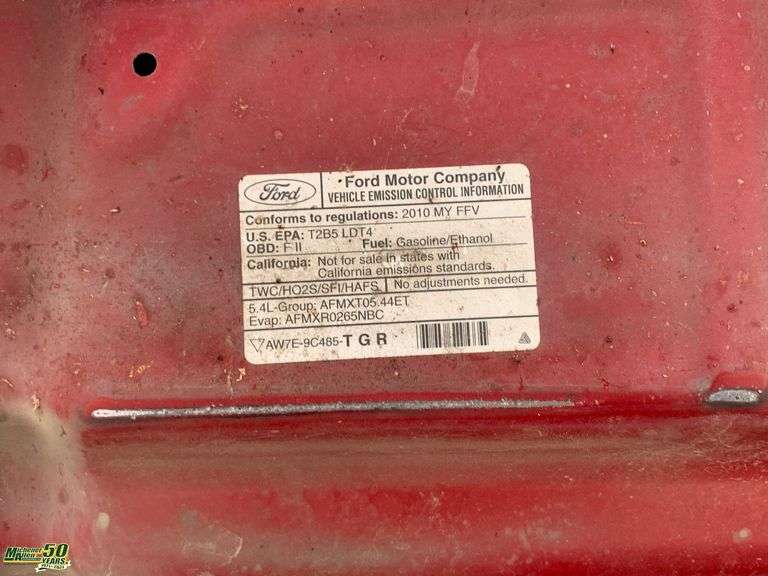 Ford
Ford Motor Company
VEHICLE EMISSION CONTROL INFORMATION
Conforms to regulations: 2010 MY FFV
U.S. EPA: T2B5 LDT4
OBD: F II Fuel: Gasoline/Ethanol
California: Not for sale in states with
California emissions standards.
TWC/HO2S/SFI/HAFS No adjustments needed.
5.4L-Group: AFMXT05.44ET
Evap: AFMXR0265NBC
AW7E-9C485-TGR
50
YEARS